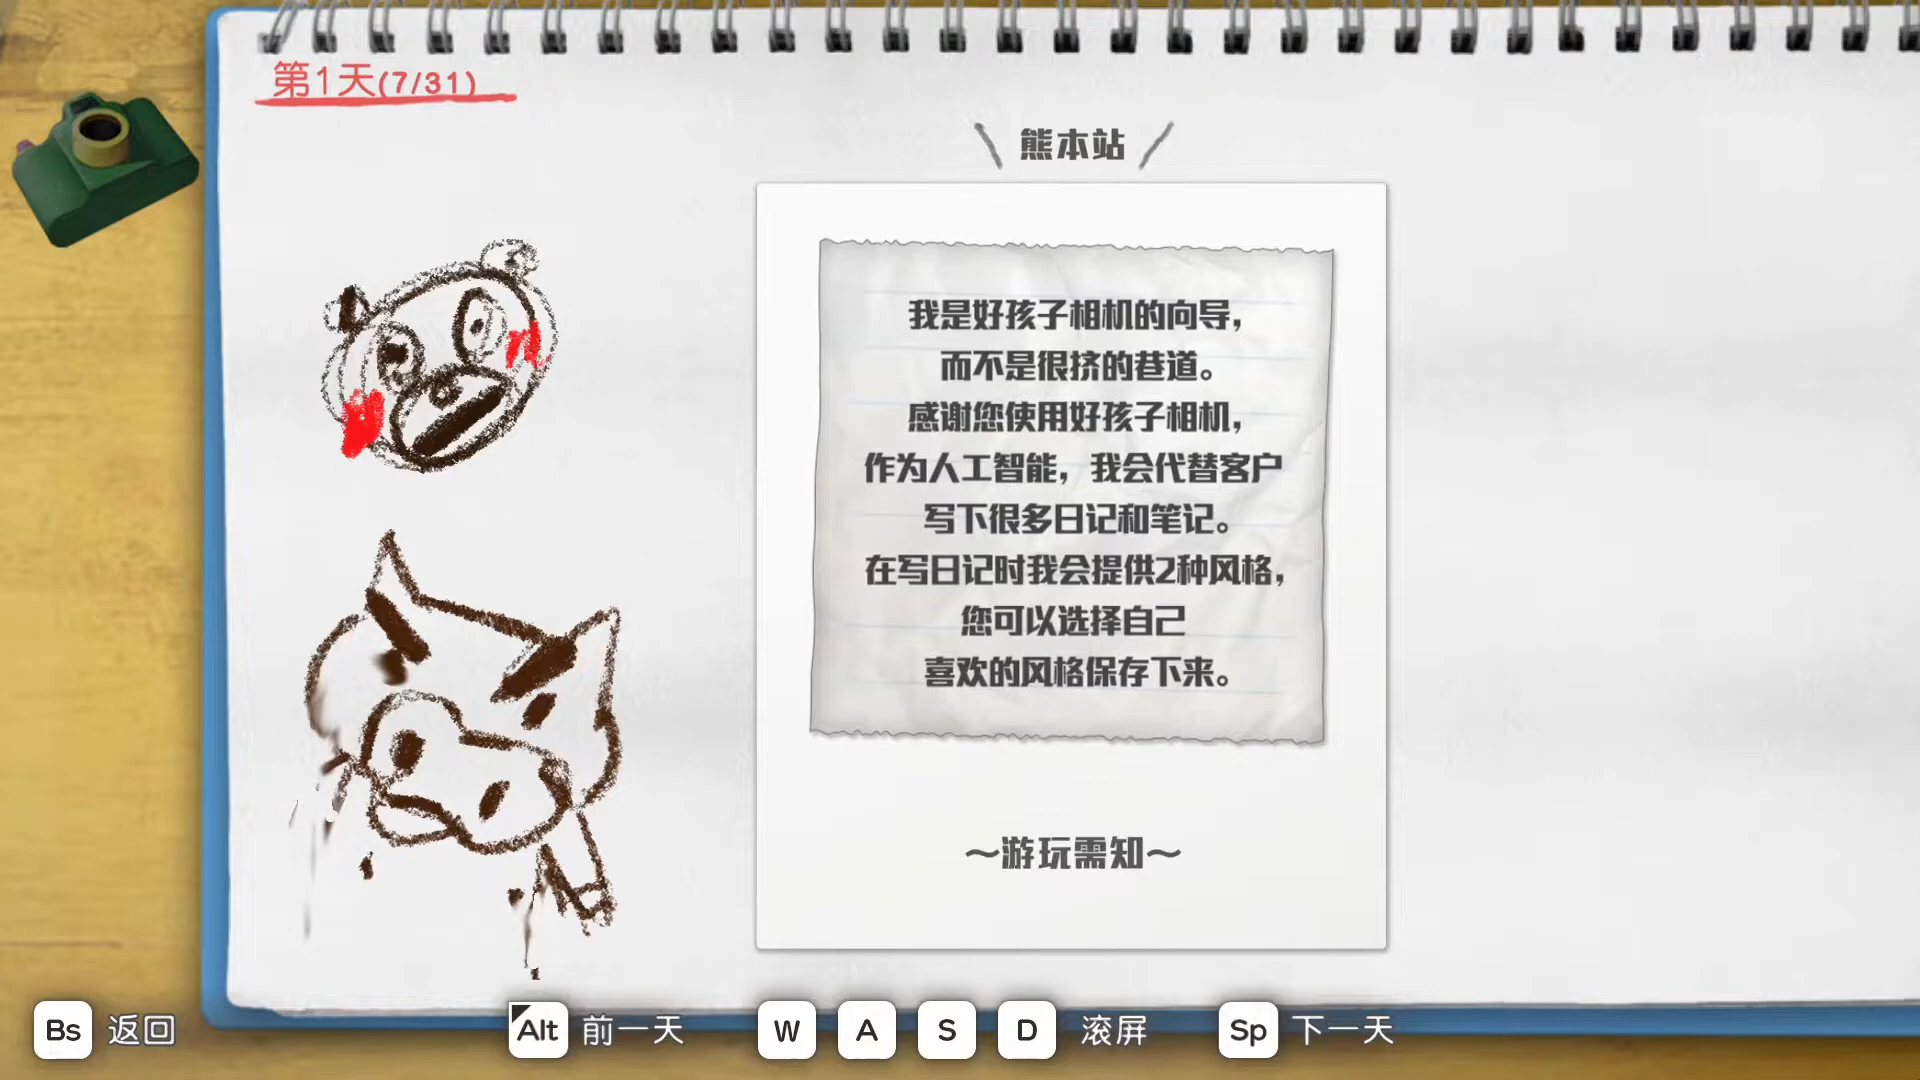 第1天(7/31)
熊本站
我是好孩子相机的向导，
而不是很挤的巷道。
感谢您使用好孩子相机，
作为人工智能，我会代替客户
写下很多日记和笔记。
在写日记时我会提供2种风格，
您可以选择自己
喜欢的风格保存下来。
～游玩需知～
Bs 返回 Alt 前一天 W A S D 滚屏 Sp 下一天